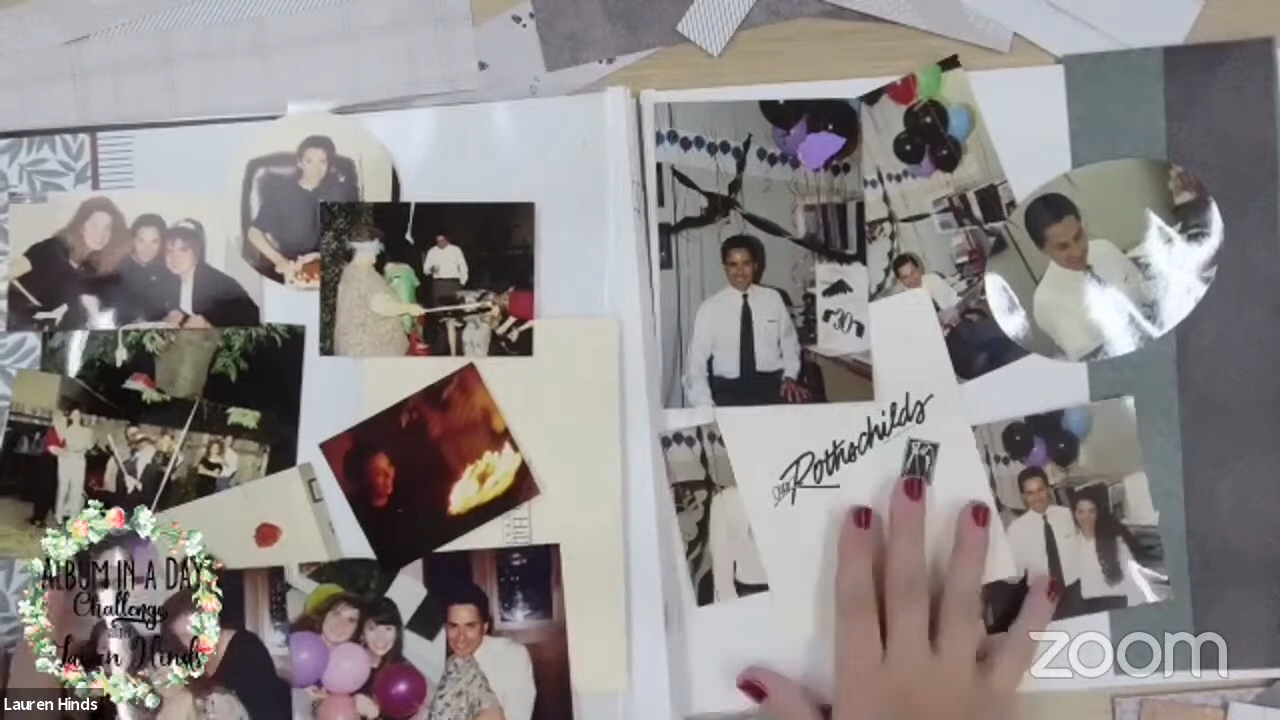 30
Rothschilds
ALBUM IN A DAY
Challenge
Lauren Hinds
zoom
Lauren Hinds